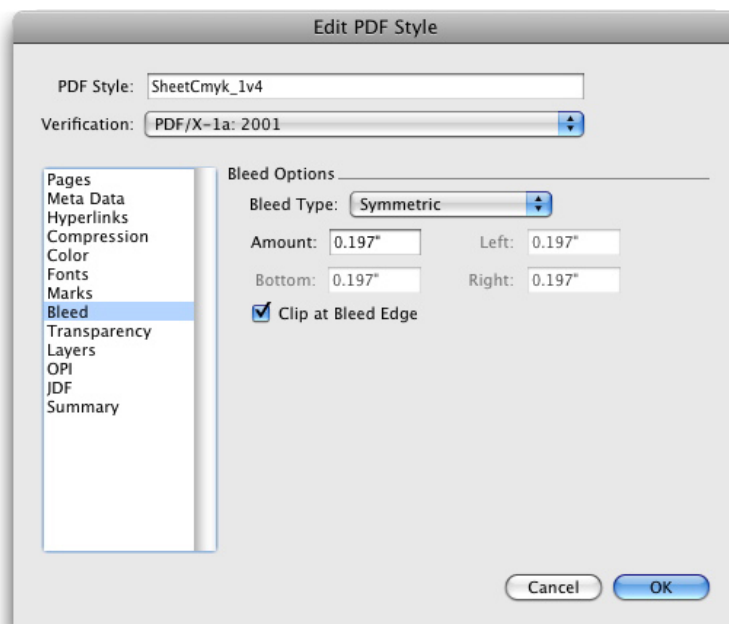 Edit PDF Style
PDF Style: SheetCmyk_1v4
Verification: PDF/X-1a: 2001
Pages
Meta Data
Hyperlinks
Compression
Color
Fonts
Marks
Bleed
Transparency
Layers
OPI
JDF
Summary
Bleed Options
Bleed Type: Symmetric
Amount: 0.197" Left: 0.197"
Bottom: 0.197" Right: 0.197"
Clip at Bleed Edge
Cancel OK